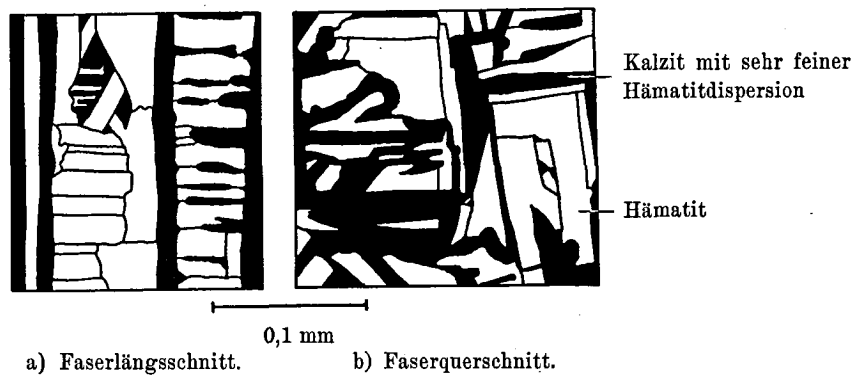 Kalzit mit sehr feiner
Hämatitdispersion
Hämatit
0,1 mm
a) Faserlängsschnitt.
b) Faserquerschnitt.